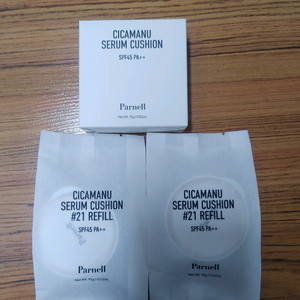 CICAMANU
SERUM CUSHION
SPF45 PA++
Parnell
CICAMANU
SERUM CUSHION
#21 REFILL
SPF45 PA++
Parnell
CICAMANU
SERUM CUSHION
#21 REFILL
SPF45 PA++
Parnell